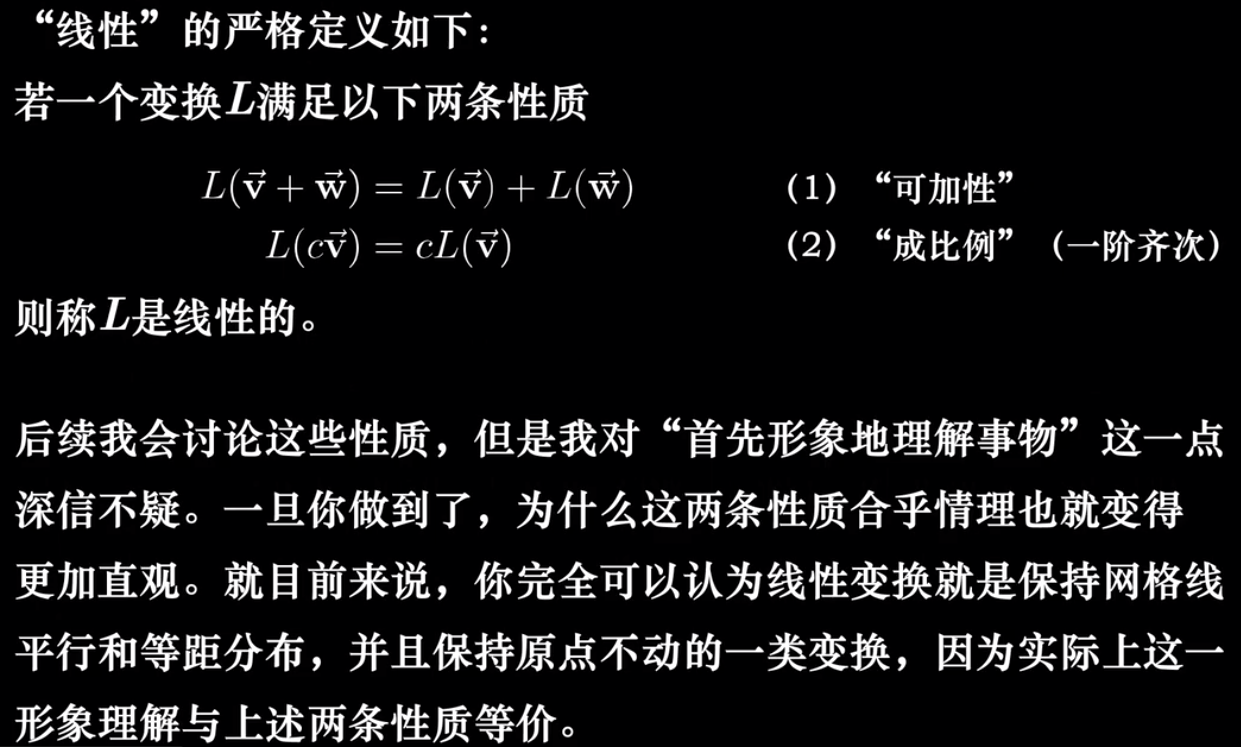 “线性”的严格定义如下：
若一个变换L满足以下两条性质
L(v⃗ + w⃗) = L(v⃗) + L(w⃗) （1）“可加性”
L(cv⃗) = cL(v⃗) （2）“成比例”（一阶齐次）
则称L是线性的。
后续我会讨论这些性质，但是我对“首先形象地理解事物”这一点
深信不疑。一旦你做到了，为什么这两条性质合乎情理也就变得
更加直观。就目前来说，你完全可以认为线性变换就是保持网格线
平行和等距分布，并且保持原点不动的一类变换，因为实际上这一
形象理解与上述两条性质等价。